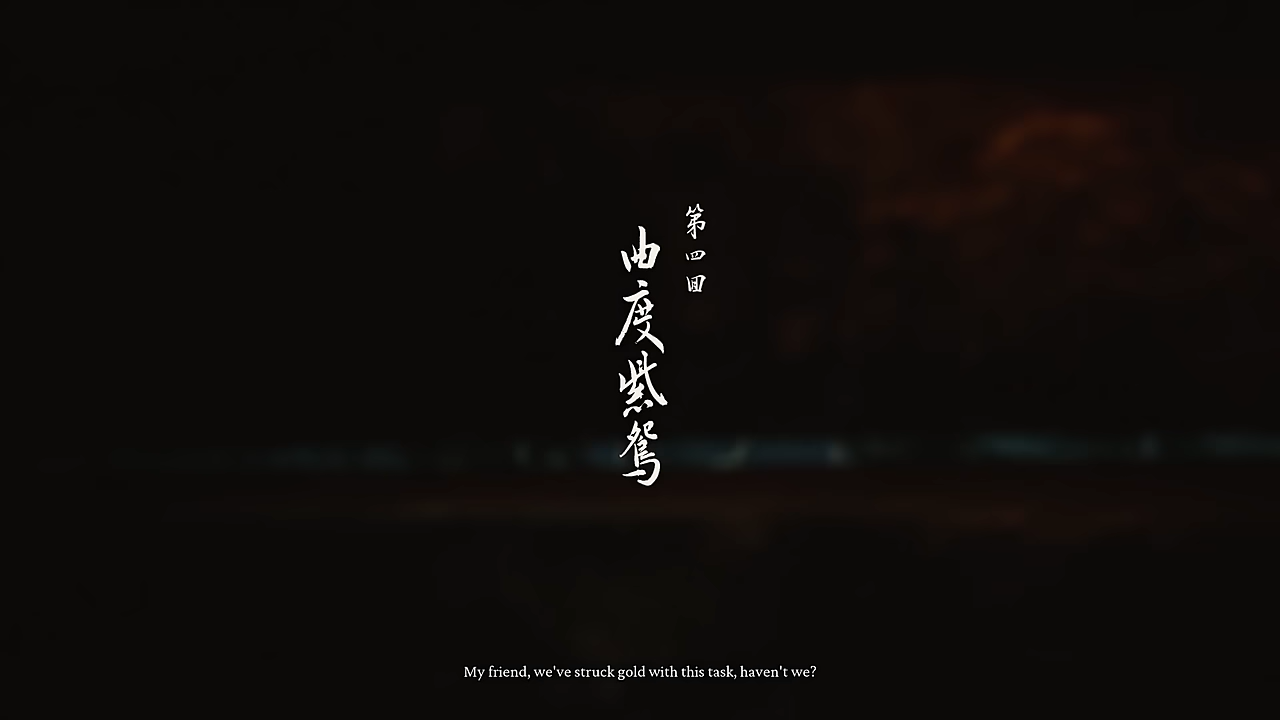 第四回
曲度紫鸳
My friend, we've struck gold with this task, haven't we?